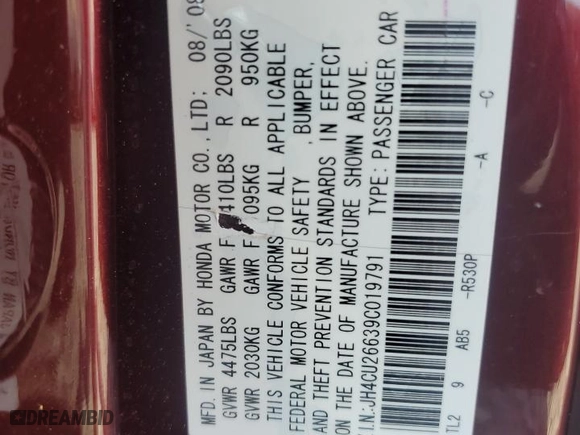 MFD. IN JAPAN BY HONDA MOTOR CO.,LTD; 08/'08
GVWR 4475LBS GAWR F 410LBS R 2090LBS
GVWR 2030KG GAWR F 095KG R 950KG
THIS VEHICLE CONFORMS TO ALL APPLICABLE
FEDERAL MOTOR VEHICLE SAFETY ,BUMPER,
AND THEFT PREVENTION STANDARDS IN EFFECT
ON THE DATE OF MANUFACTURE SHOWN ABOVE.
V.I.N.:JH4CU26639C019791 TYPE:PASSENGER CAR
TL2 9 AB5 -R530P -A -C
© DREAMBID